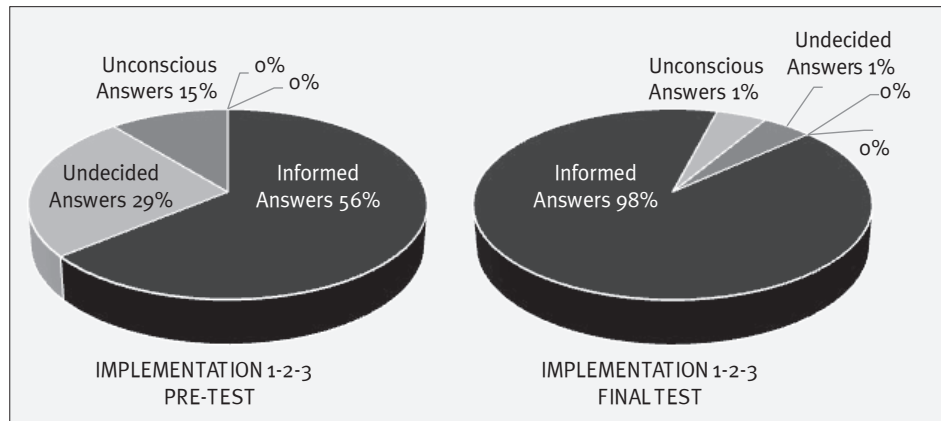 Unconscious
Answers 15%
0%
0%
Undecided
Answers 29%
Informed
Answers 56%
IMPLEMENTATION 1-2-3
PRE-TEST
Unconscious
Answers 1%
Undecided
Answers 1%
0%
0%
Informed
Answers 98%
IMPLEMENTATION 1-2-3
FINAL TEST